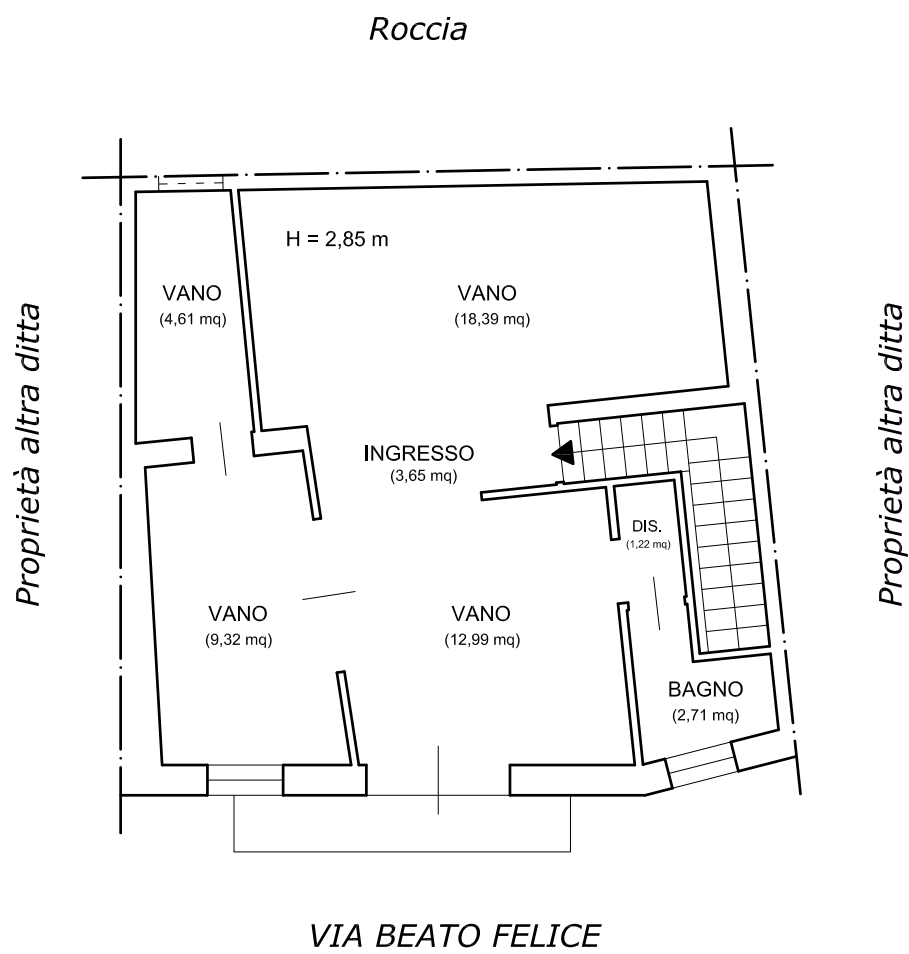 Roccia
H = 2,85 m
VANO
(4,61 mq)
VANO
(18,39 mq)
Proprietà altra ditta
Proprietà altra ditta
INGRESSO
(3,65 mq)
DIS.
(1,22 mq)
VANO
(9,32 mq)
VANO
(12,99 mq)
BAGNO
(2,71 mq)
VIA BEATO FELICE